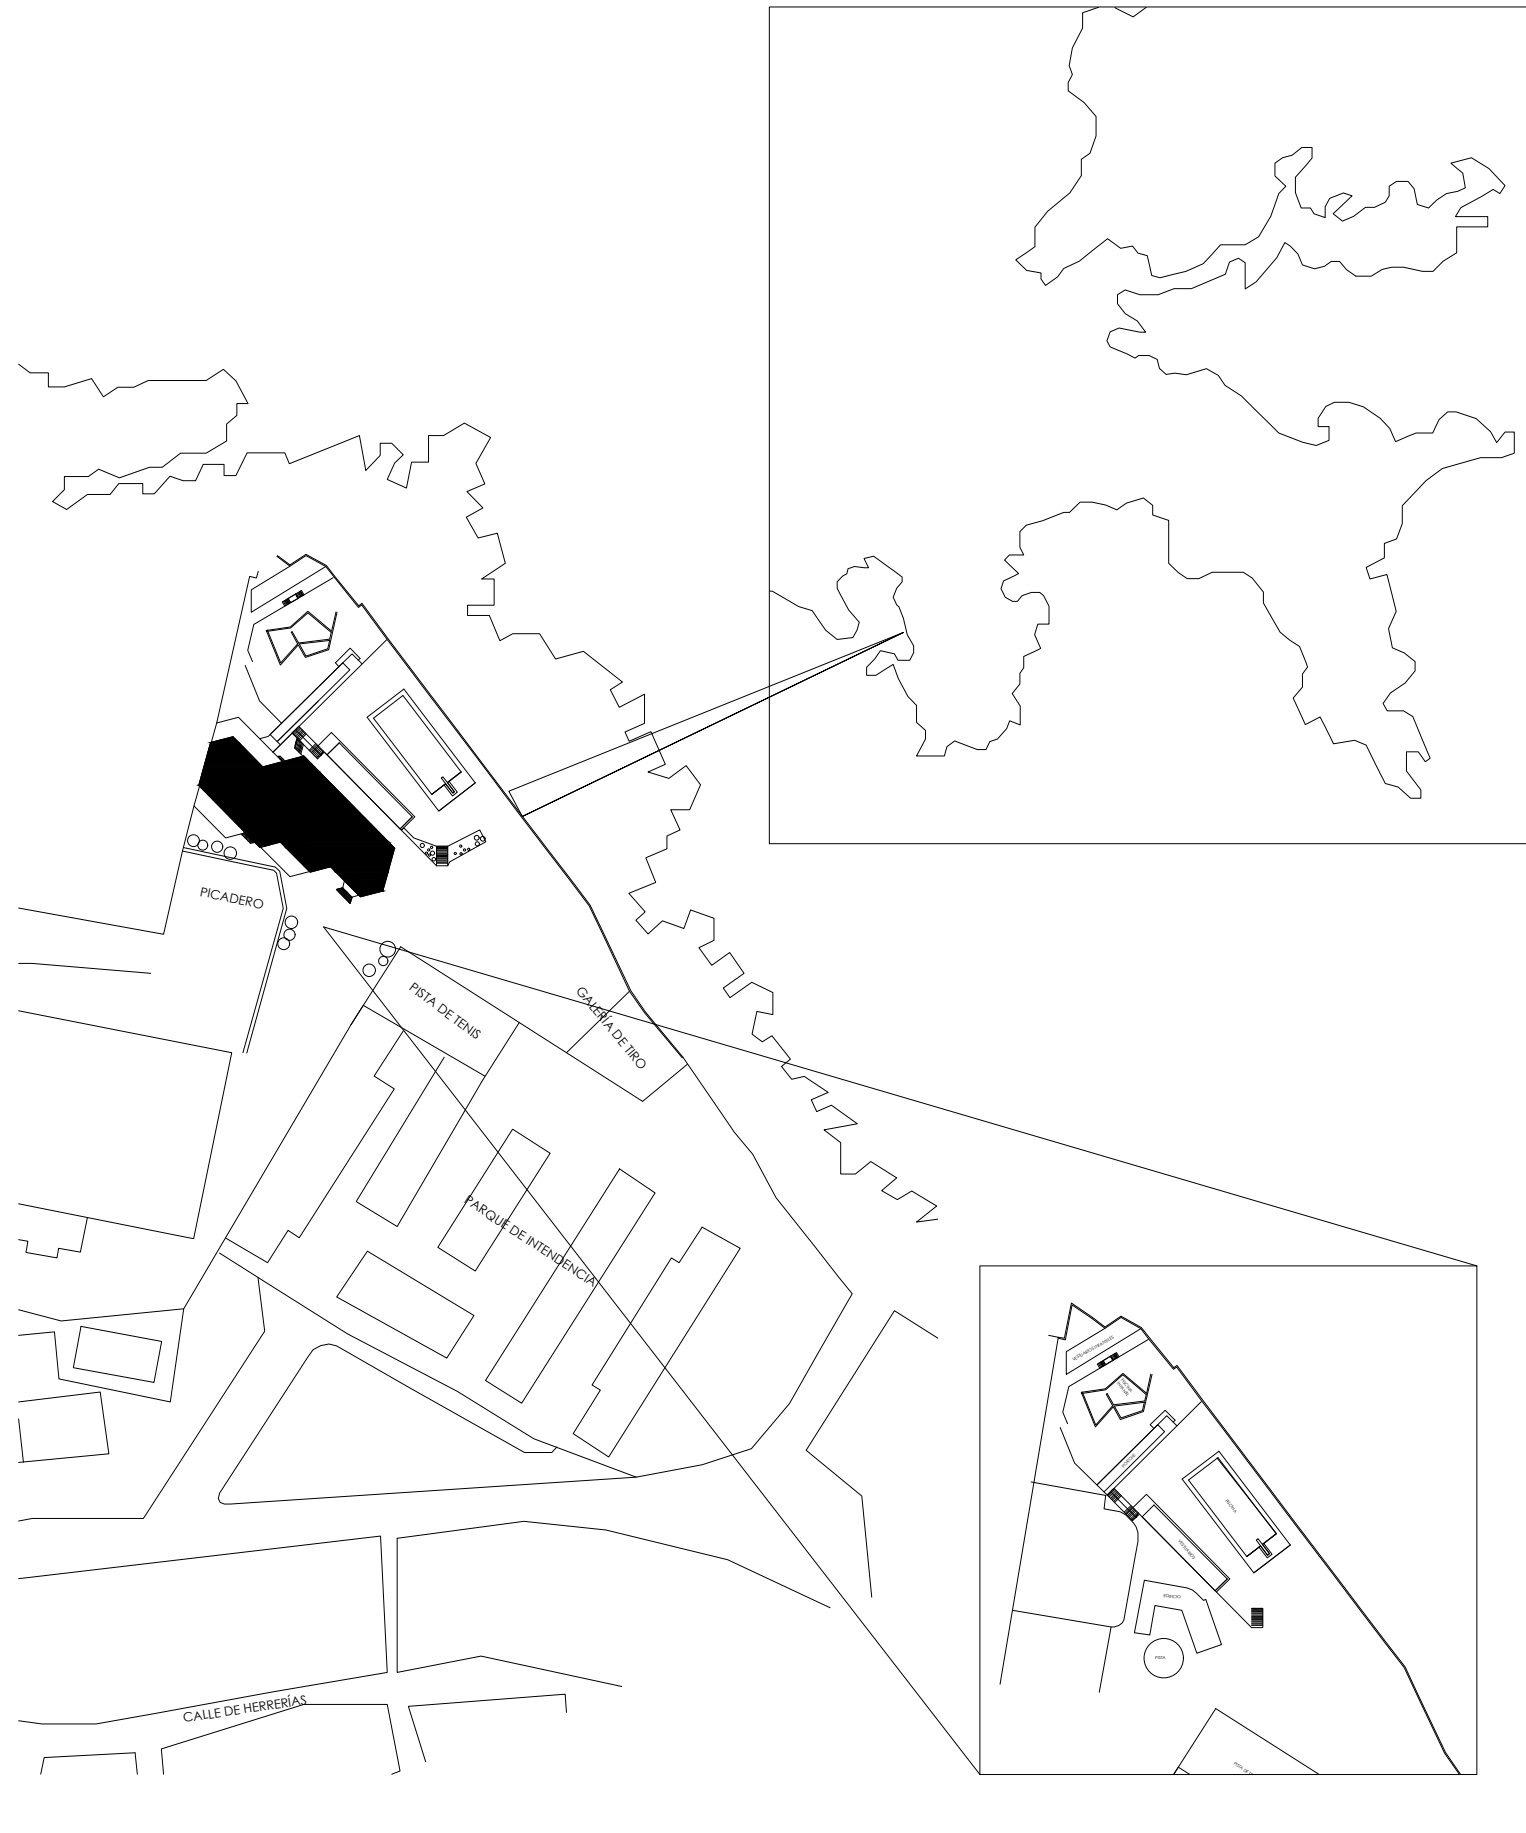 PICADERO
PISTA DE TENIS
GALERÍA DE TIRO
PARQUE DE INTENDENCIA
CALLE DE HERRERÍAS
PISCINA
PISTA